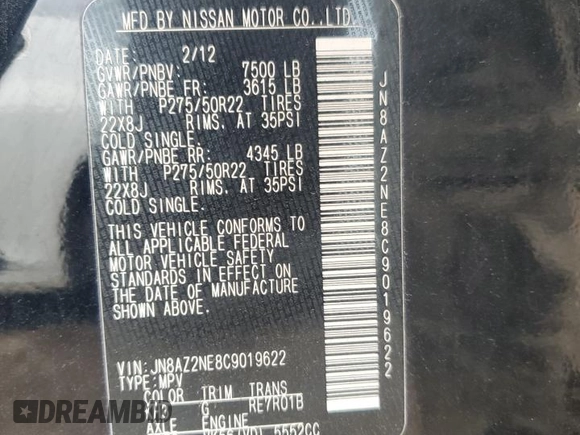 MFD BY NISSAN MOTOR CO.,LTD.
DATE: 2/12
GVWR/PNBV: 7500 LB
GAWR/PNBE FR: 3615 LB
WITH P275/50R22 TIRES
22X8J RIMS, AT 35PSI
COLD SINGLE.
GAWR/PNBE RR: 4345 LB
WITH P275/50R22 TIRES
22X8J RIMS, AT 35PSI
COLD SINGLE.
THIS VEHICLE CONFORMS TO
ALL APPLICABLE FEDERAL
MOTOR VEHICLE SAFETY
STANDARDS IN EFFECT ON
THE DATE OF MANUFACTURE
SHOWN ABOVE.
VIN: JN8AZ2NE8C9019622
TYPE: MPV
COLOR TRIM TRANS
G RE7R01B
AXLE ENGINE
5552CC
JN8AZ2NE8C9019622
DREAMBID